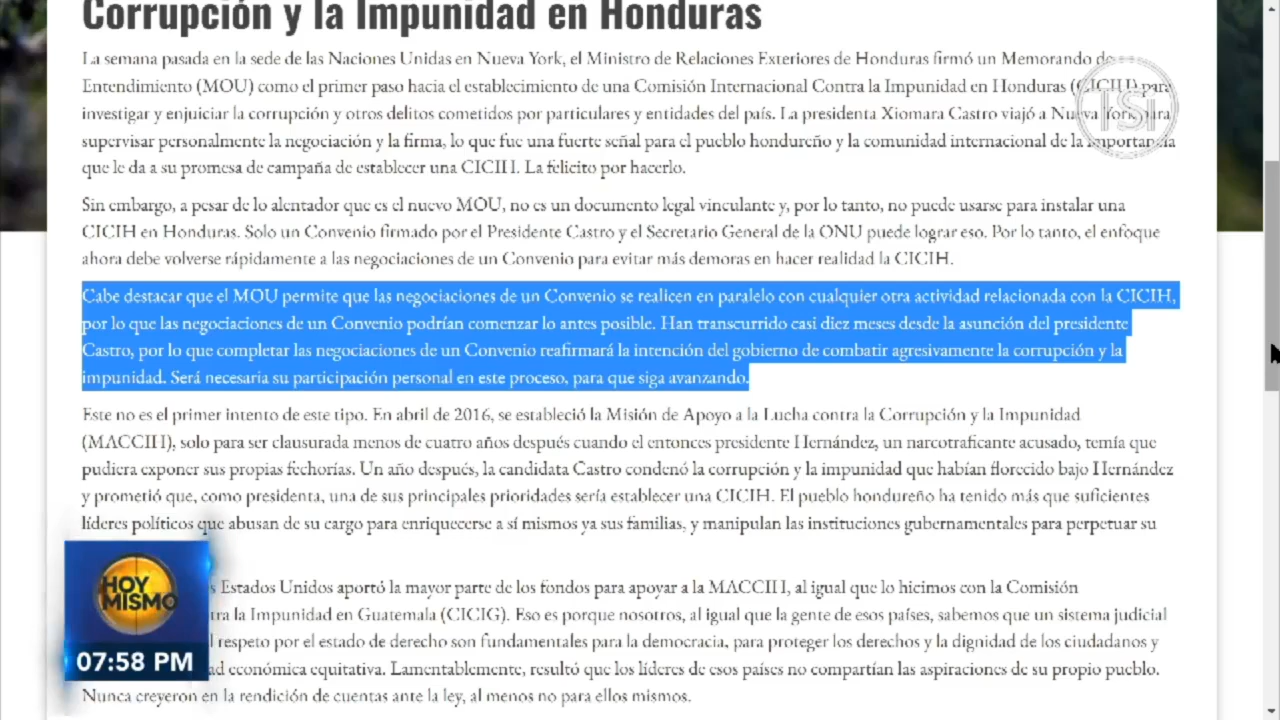 Corrupción y la Impunidad en Honduras
La semana pasada en la sede de las Naciones Unidas en Nueva York, el Ministro de Relaciones Exteriores de Honduras firmó un Memorando de
Entendimiento (MOU) como el primer paso hacia el establecimiento de una Comisión Internacional Contra la Impunidad en Honduras (CICIH) para
investigar y enjuiciar la corrupción y otros delitos cometidos por particulares y entidades del país. La presidenta Xiomara Castro viajó a Nueva York para
supervisar personalmente la negociación y la firma, lo que fue una fuerte señal para el pueblo hondureño y la comunidad internacional de la importancia
que le da a su promesa de campaña de establecer una CICIH. La felicito por hacerlo.
TSi
Sin embargo, a pesar de lo alentador que es el nuevo MOU, no es un documento legal vinculante y, por lo tanto, no puede usarse para instalar una
CICIH en Honduras. Solo un Convenio firmado por el Presidente Castro y el Secretario General de la ONU puede lograr eso. Por lo tanto, el enfoque
ahora debe volverse rápidamente a las negociaciones de un Convenio para evitar más demoras en hacer realidad la CICIH.
Cabe destacar que el MOU permite que las negociaciones de un Convenio se realicen en paralelo con cualquier otra actividad relacionada con la CICIH,
por lo que las negociaciones de un Convenio podrían comenzar lo antes posible. Han transcurrido casi diez meses desde la asunción del presidente
Castro, por lo que completar las negociaciones de un Convenio reafirmará la intención del gobierno de combatir agresivamente la corrupción y la
impunidad. Será necesaria su participación personal en este proceso, para que siga avanzando.
Este no es el primer intento de este tipo. En abril de 2016, se estableció la Misión de Apoyo a la Lucha contra la Corrupción y la Impunidad
(MACCIH), solo para ser clausurada menos de cuatro años después cuando el entonces presidente Hernández, un narcotraficante acusado, temía que
pudiera exponer sus propias fechorías. Un año después, la candidata Castro condenó la corrupción y la impunidad que habían florecido bajo Hernández
y prometió que, como presidenta, una de sus principales prioridades sería establecer una CICIH. El pueblo hondureño ha tenido más que suficientes
líderes políticos que abusan de su cargo para enriquecerse a sí mismos ya sus familias, y manipulan las instituciones gubernamentales para perpetuar su
s Estados Unidos aportó la mayor parte de los fondos para apoyar a la MACCIH, al igual que lo hicimos con la Comisión
ra la Impunidad en Guatemala (CICIG). Eso es porque nosotros, al igual que la gente de esos países, sabemos que un sistema judicial
l respeto por el estado de derecho son fundamentales para la democracia, para proteger los derechos y la dignidad de los ciudadanos y
ad económica equitativa. Lamentablemente, resultó que los líderes de esos países no compartían las aspiraciones de su propio pueblo.
Nunca creyeron en la rendición de cuentas ante la ley, al menos no para ellos mismos.
HOY
MISMO
07:58 PM